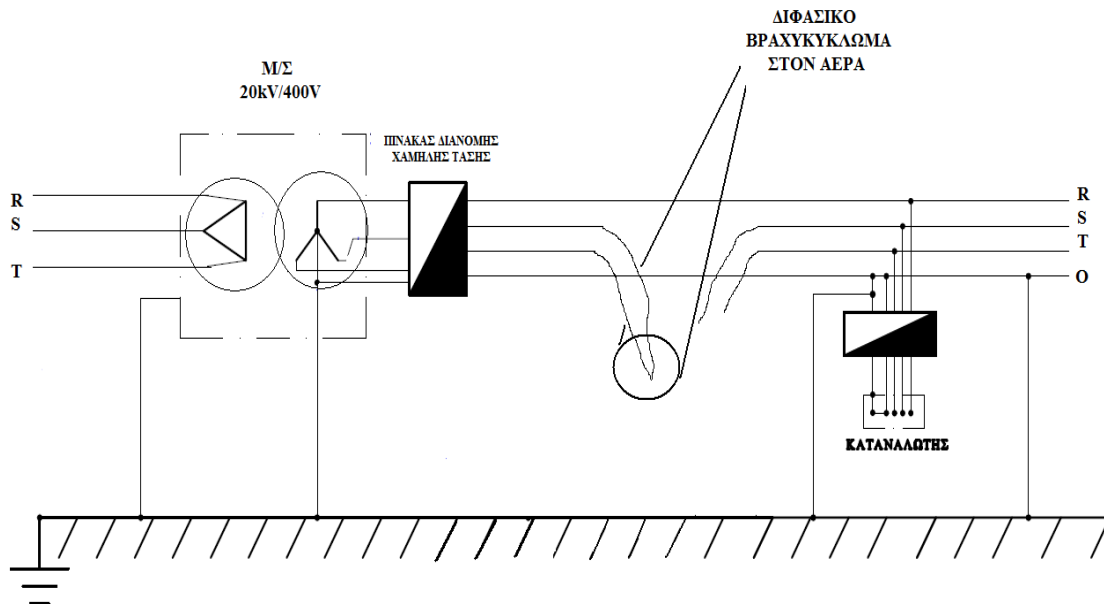 ΔΙΦΑΣΙΚΟ
ΒΡΑΧΥΚΥΚΛΩΜΑ
ΣΤΟΝ ΑΕΡΑ
Μ/Σ
20kV/400V
ΠΙΝΑΚΑΣ ΔΙΑΝΟΜΗΣ
ΧΑΜΗΛΗΣ ΤΑΣΗΣ
R
S
T
R
S
T
O
ΚΑΤΑΝΑΛΩΤΗΣ